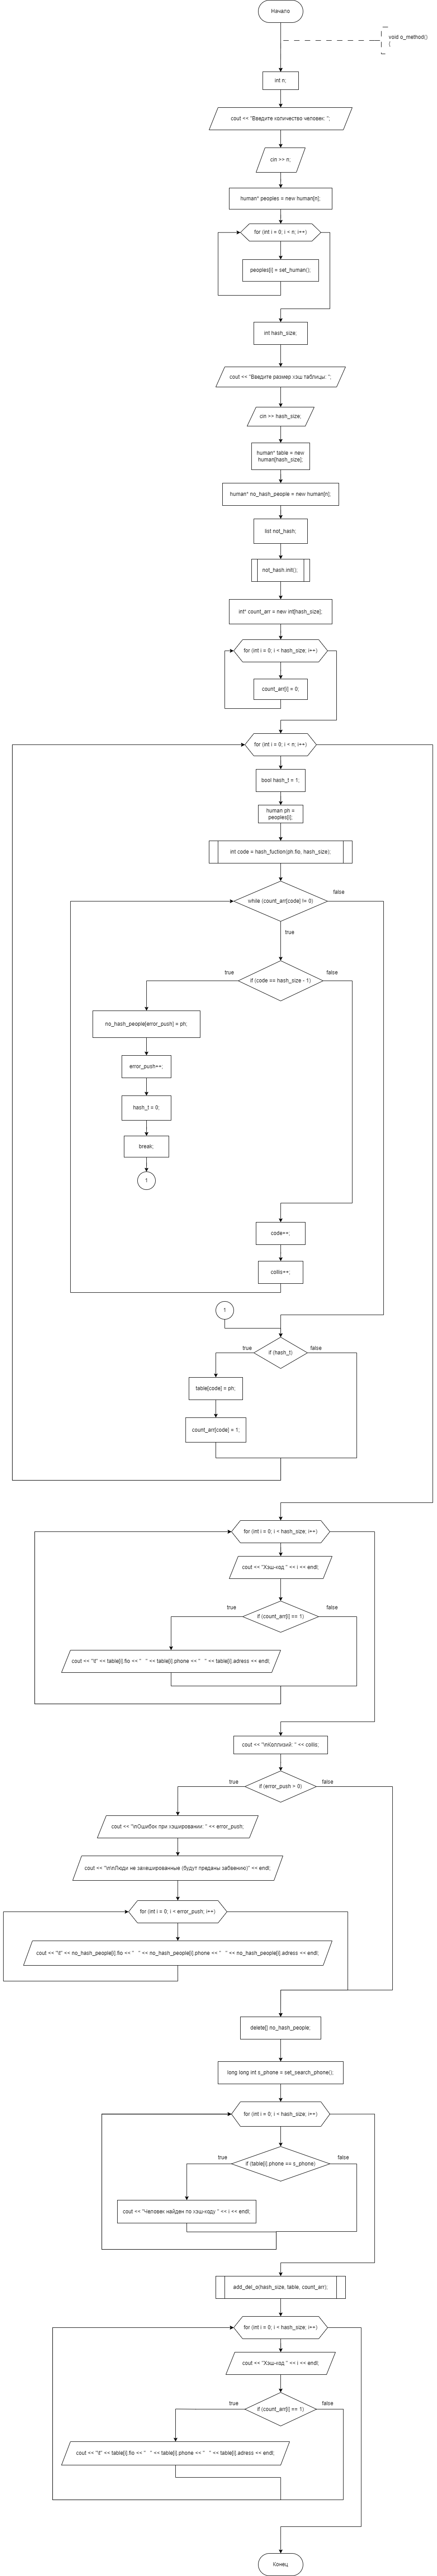 Начало
void o_method()
{
int n;
cout << "Введите количество человек: ";
cin >> n;
human* peoples = new human[n];
for (int i = 0; i < n; i++)
peoples[i] = set_human();
int hash_size;
cout << "Введите размер хэш таблицы: ";
cin >> hash_size;
human* table = new
human[hash_size];
human* no_hash_people = new human[n];
list not_hash;
not_hash.init();
int* count_arr = new int[hash_size];
for (int i = 0; i < hash_size; i++)
count_arr[i] = 0;
for (int i = 0; i < n; i++)
bool hash_t = 1;
human ph =
peoples[i];
int code = hash_fuction(ph.fio, hash_size);
while (count_arr[code] != 0)
false
true
if (code == hash_size - 1)
true
false
no_hash_people[error_push] = ph;
error_push++;
hash_t = 0;
break;
1
code++;
collis++;
1
if (hash_t)
true
false
table[code] = ph;
count_arr[code] = 1;
for (int i = 0; i < hash_size; i++)
cout << "Хэш-код " << i << endl;
if (count_arr[i] == 1)
true
false
cout << "\t" << table[i].fio << "   " << table[i].phone << "   " << table[i].adress << endl;
cout << "\nКоллизий: " << collis;
if (error_push > 0)
true
false
cout << "\nОшибок при хэшировании: " << error_push;
cout << "\n\nЛюди не захешированные (будут преданы забвению)" << endl;
for (int i = 0; i < error_push; i++)
cout << "\t" << no_hash_people[i].fio << "   " << no_hash_people[i].phone << "   " << no_hash_people[i].adress << endl;
delete[] no_hash_people;
long long int s_phone = set_search_phone();
for (int i = 0; i < hash_size; i++)
if (table[i].phone == s_phone)
true
false
cout << "Человек найден по хэш-коду " << i << endl;
add_del_o(hash_size, table, count_arr);
for (int i = 0; i < hash_size; i++)
cout << "Хэш-код " << i << endl;
if (count_arr[i] == 1)
true
false
cout << "\t" << table[i].fio << "   " << table[i].phone << "   " << table[i].adress << endl;
Конец